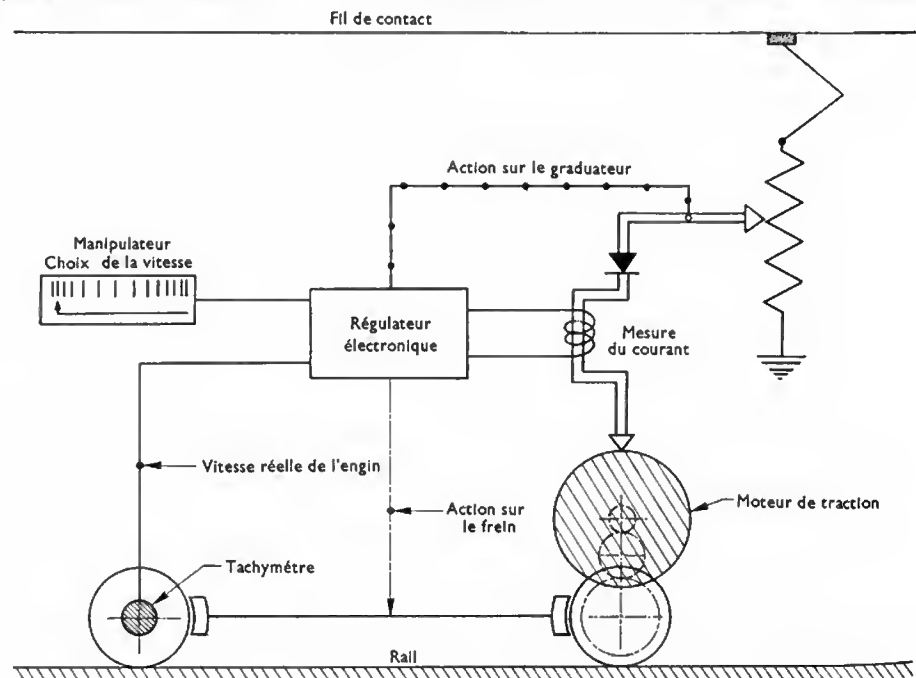 Fil de contact
Action sur le graduateur
Manipulateur
Choix de la vitesse
Régulateur
électronique
Mesure
du courant
Vitesse réelle de l'engin
Moteur de traction
Action sur
le frein
Tachymétre
Rail